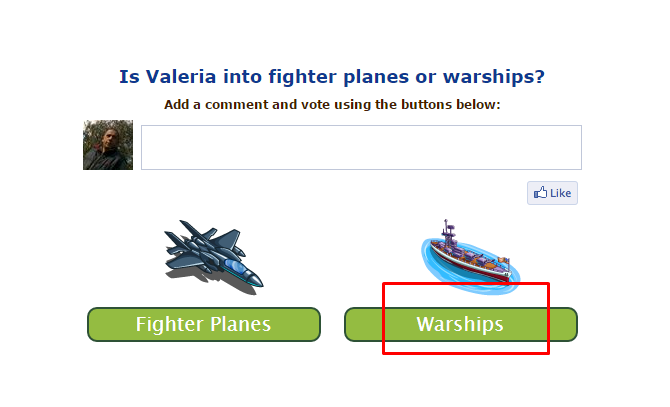 Is Valeria into fighter planes or warships?
Add a comment and vote using the buttons below:
Like
Fighter Planes
Warships